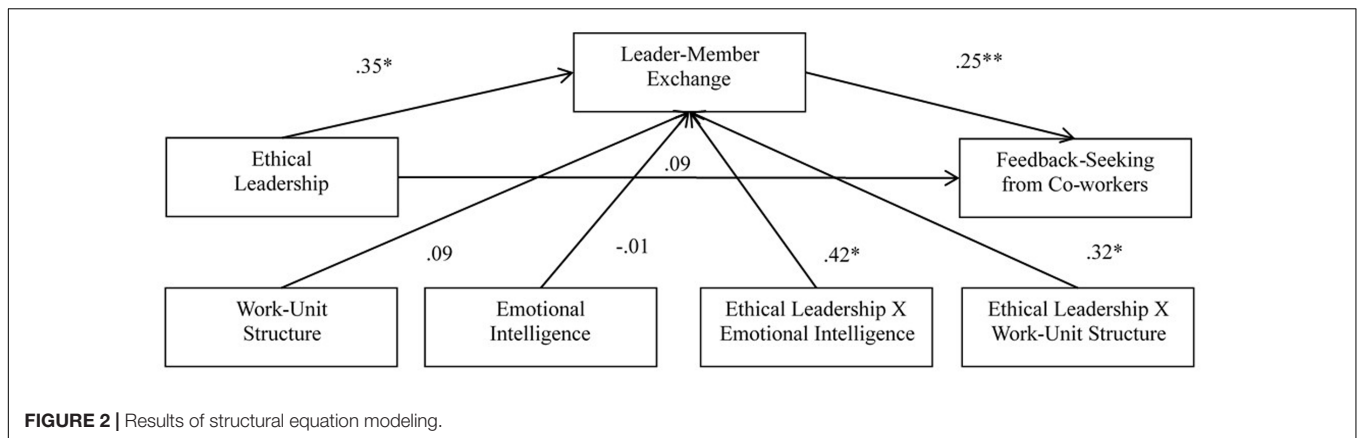 Leader-Member
Exchange
.35*
.25**
Ethical
Leadership
.09
Feedback-Seeking
from Co-workers
.09
-.01
.42*
.32*
Work-Unit
Structure
Emotional
Intelligence
Ethical Leadership X
Emotional Intelligence
Ethical Leadership X
Work-Unit Structure
FIGURE 2 | Results of structural equation modeling.